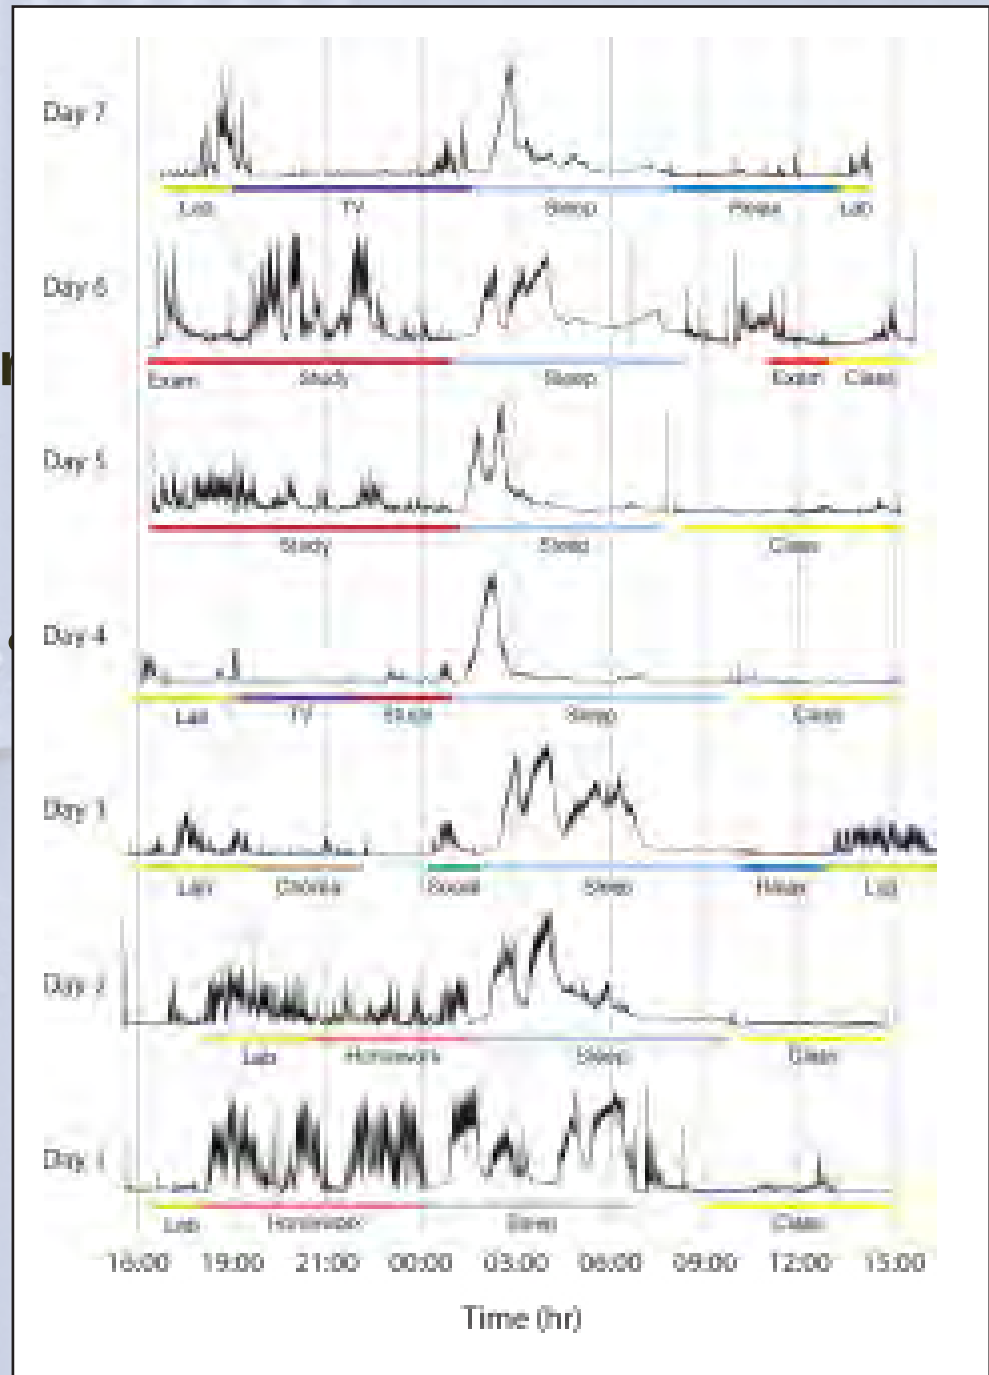 Day 7
Lab TV Sleep Relax Lab
Day 6
Exam Study Sleep Exam Class
Day 5
Study Sleep Class
Day 4
Lab TV Study Sleep Class
Day 3
Lab Chores Social Sleep Relax Lab
Day 2
Lab Homework Sleep Class
Day 1
Lab Homework Sleep Class
18:00 19:00 21:00 00:00 03:00 06:00 09:00 12:00 15:00
Time (hr)